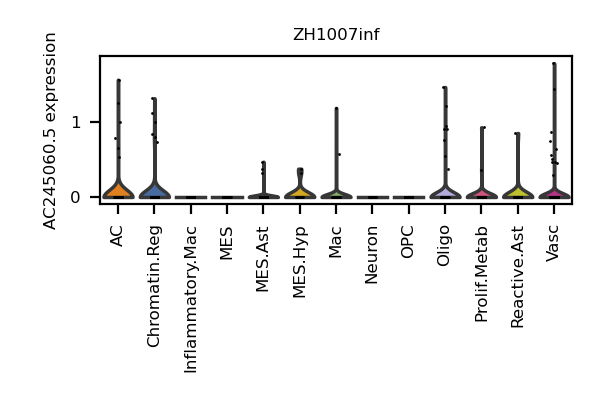 ZH1007inf
AC245060.5 expression
1
0
AC
Chromatin.Reg
Inflammatory.Mac
MES
MES.Ast
MES.Hyp
Mac
Neuron
OPC
Oligo
Prolif.Metab
Reactive.Ast
Vasc